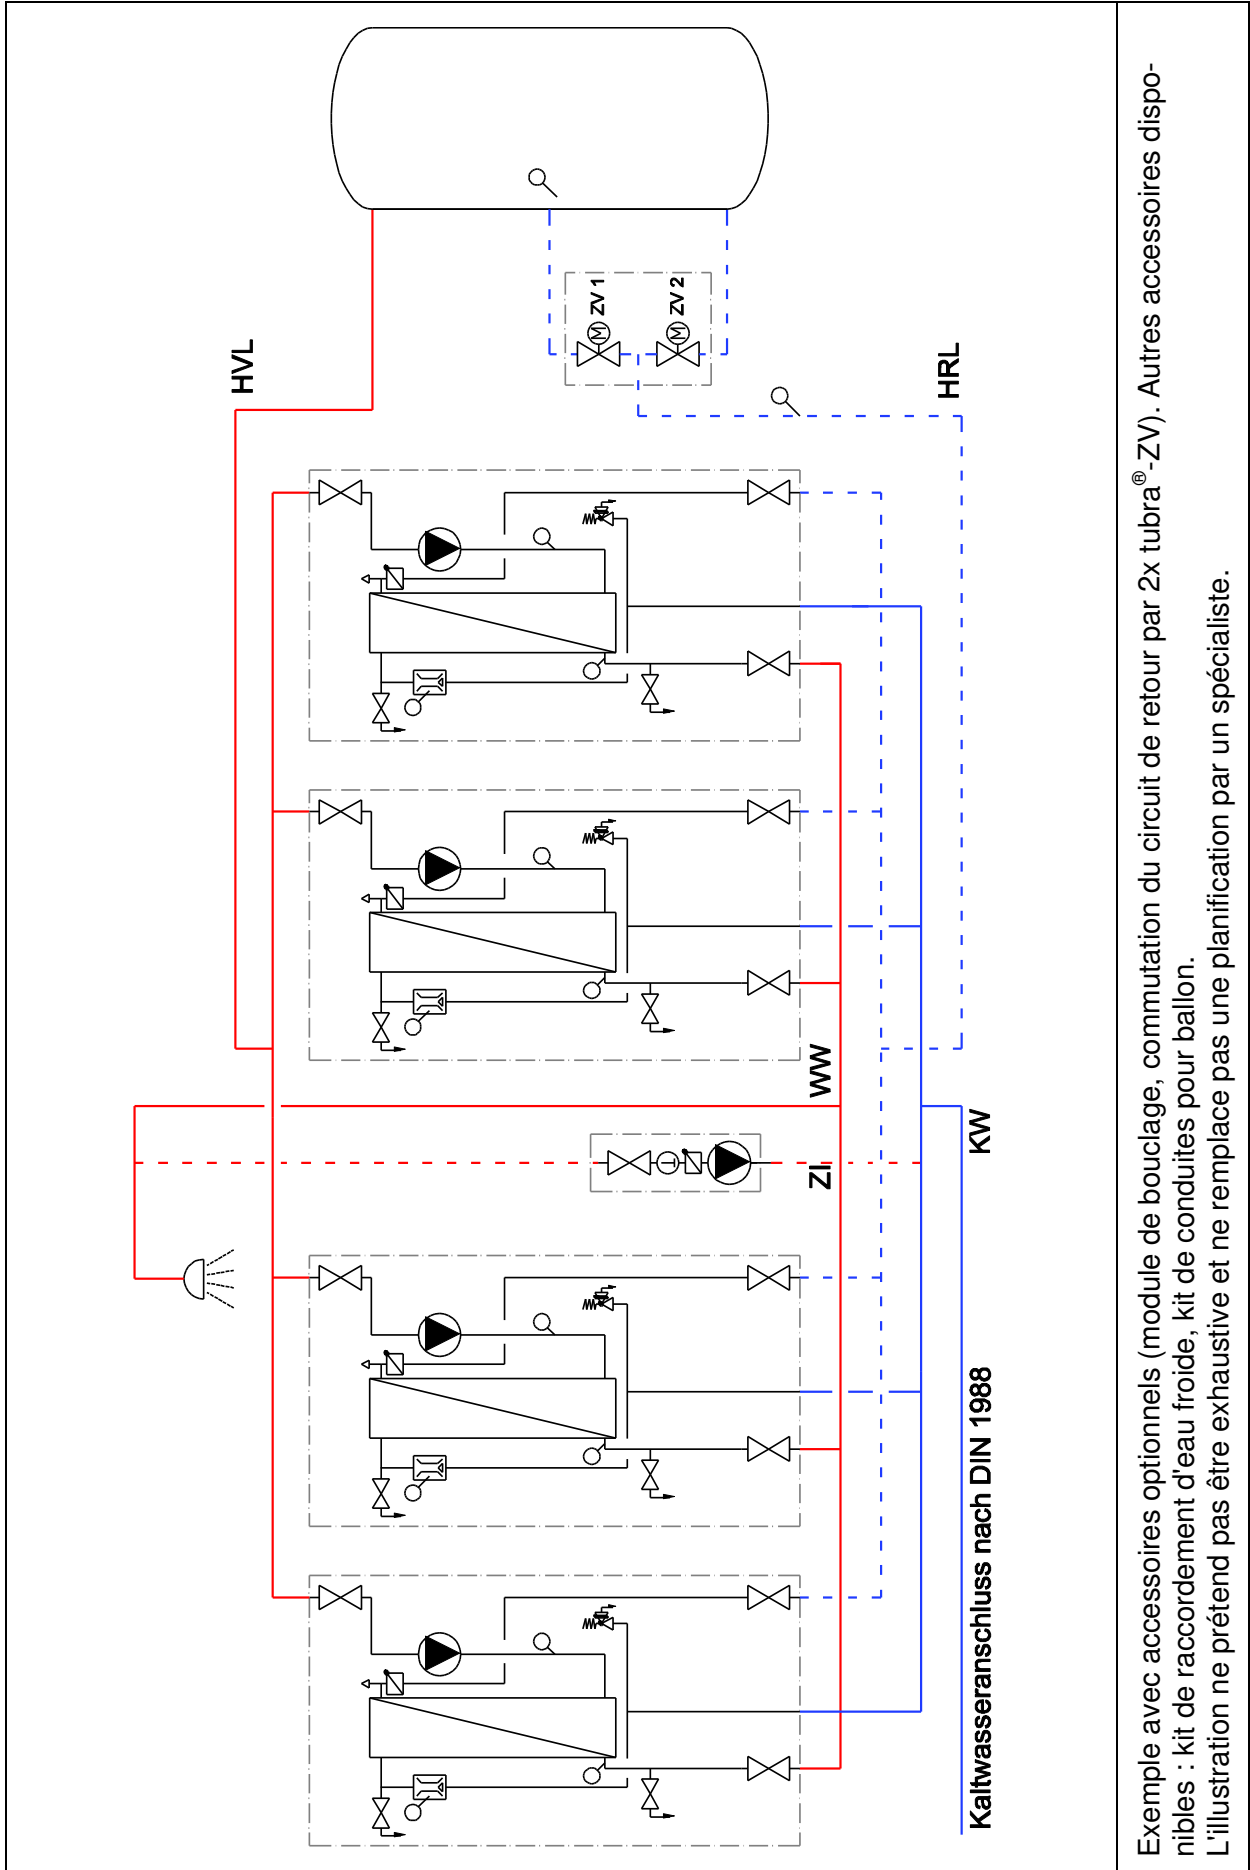 HVL
ZV 1
M
ZV 2
M
HRL
WW
ZI
T
KW
Kaltwasseranschluss nach DIN 1988
Exemple avec accessoires optionnels (module de bouclage, commutation du circuit de retour par 2x tubra®-ZV). Autres accessoires dispo-
nibles : kit de raccordement d'eau froide, kit de conduites pour ballon.
L'illustration ne prétend pas être exhaustive et ne remplace pas une planification par un spécialiste.